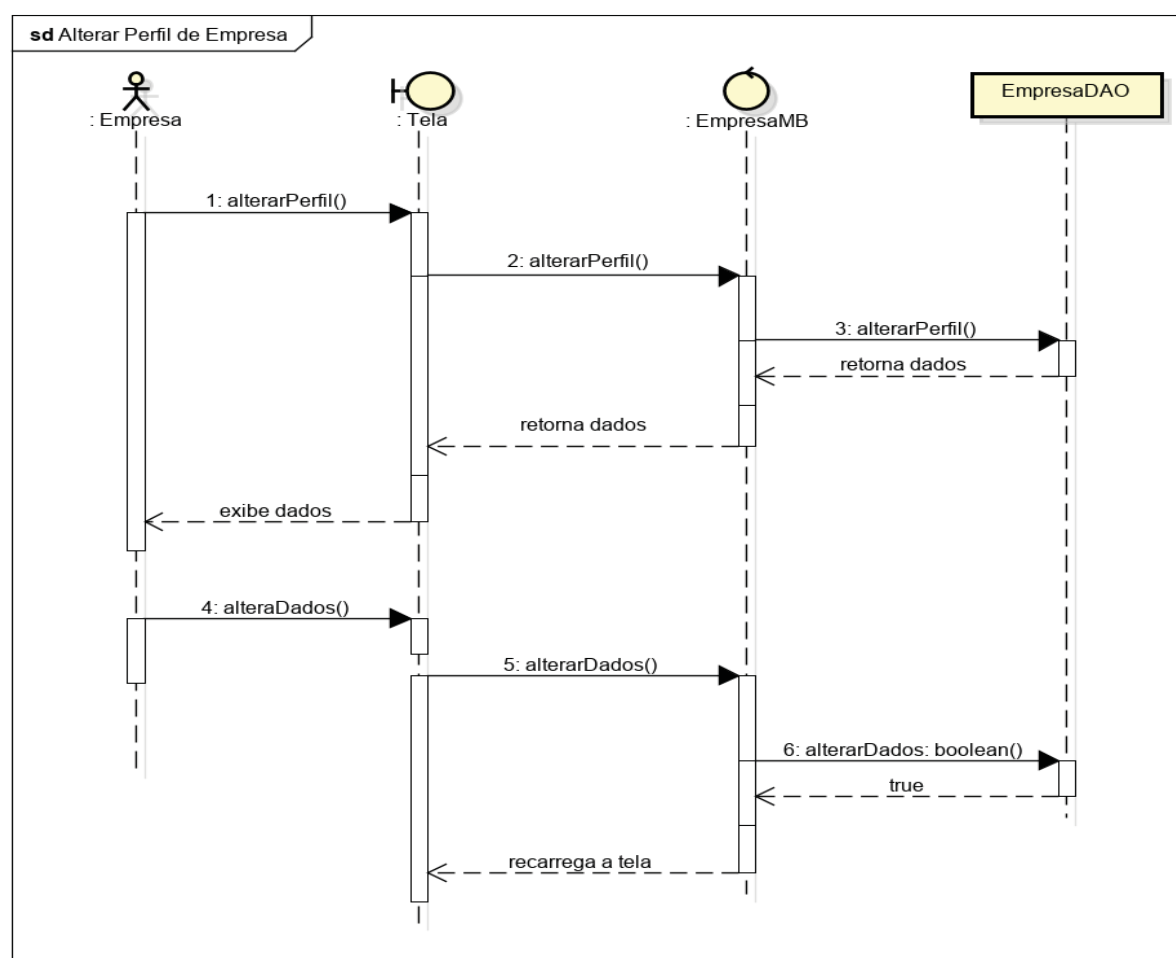 sd Alterar Perfil de Empresa
: Empresa
: Tela
: EmpresaMB
EmpresaDAO
1: alterarPerfil()
2: alterarPerfil()
3: alterarPerfil()
retorna dados
retorna dados
exibe dados
4: alteraDados()
5: alterarDados()
6: alterarDados: boolean()
true
recarrega a tela